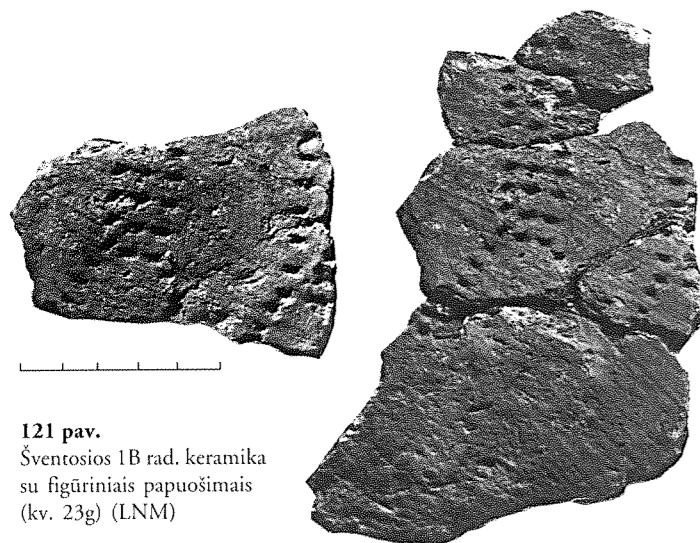 121 pav.
Šventosios 1B rad. keramika
su figūriniais papuošimais
(kv. 23g) (LNM)